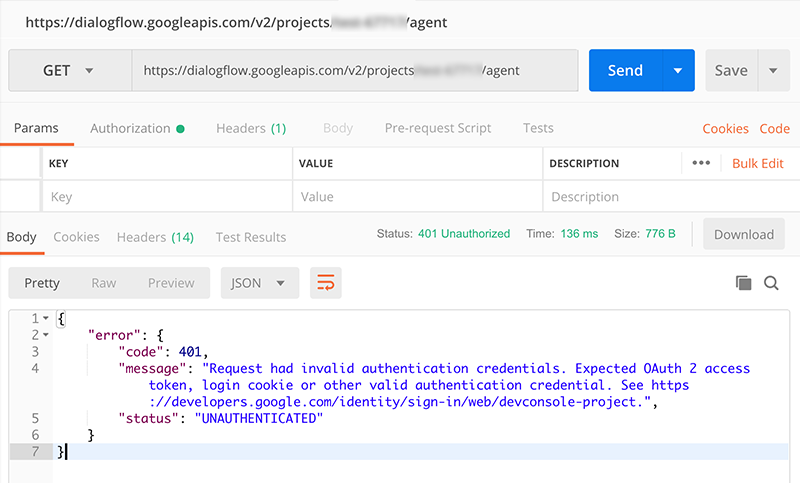 https://dialogflow.googleapis.com/v2/projects/ /agent
GET https://dialogflow.googleapis.com/v2/projects /agent Send Save
Params Authorization Headers (1) Body Pre-request Script Tests Cookies Code
KEY VALUE DESCRIPTION ••• Bulk Edit
Key Value Description
Body Cookies Headers (14) Test Results Status: 401 Unauthorized Time: 136 ms Size: 776 B Download
Pretty Raw Preview JSON
1 {
2 "error": {
3 "code": 401,
4 "message": "Request had invalid authentication credentials. Expected OAuth 2 access
token, login cookie or other valid authentication credential. See https
://developers.google.com/identity/sign-in/web/devconsole-project.",
5 "status": "UNAUTHENTICATED"
6 }
7 }